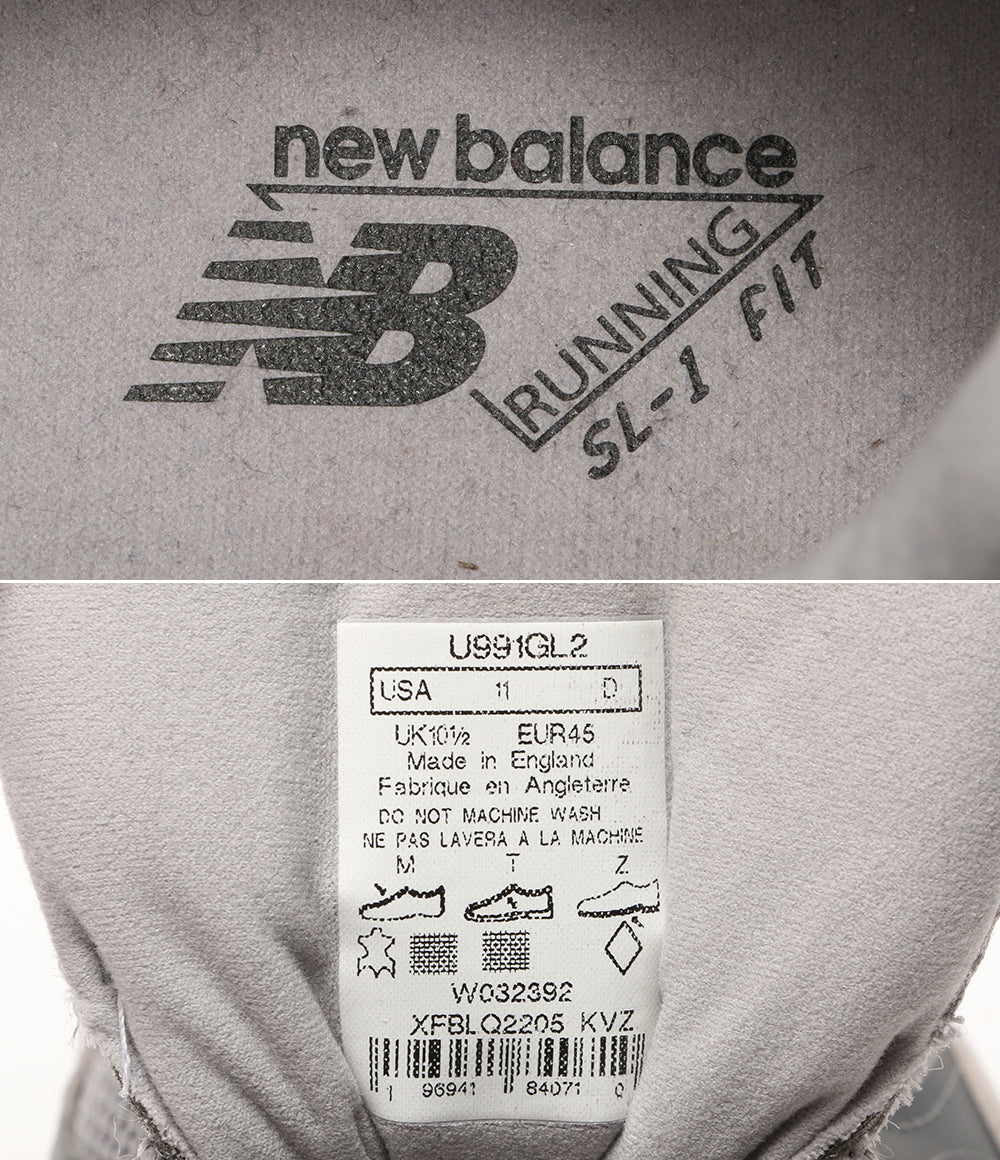 new balance
NB
RUNNING
SL-1 FIT
U991GL2
USA 11 D
UK10½ EUR45
Made in England
Fabrique en Angleterre
DO NOT MACHINE WASH
NE PAS LAVERA A LA MACHINE
M T Z
W032392
XFBLQ2205 KVZ
1 96941 84071 0